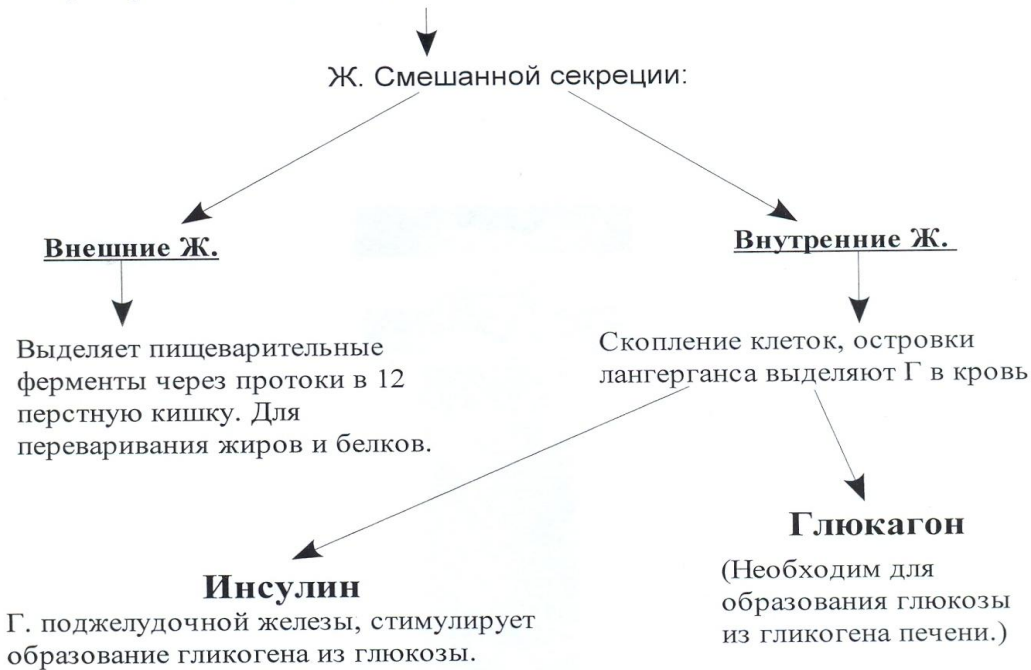 Ж. Смешанной секреции:
Внешние Ж.
Выделяет пищеварительные
ферменты через протоки в 12
перстную кишку. Для
переваривания жиров и белков.
Внутренние Ж.
Скопление клеток, островки
лангерганса выделяют Г в кровь
Инсулин
Г. поджелудочной железы, стимулирует
образование гликогена из глюкозы.
Глюкагон
(Необходим для
образования глюкозы
из гликогена печени.)